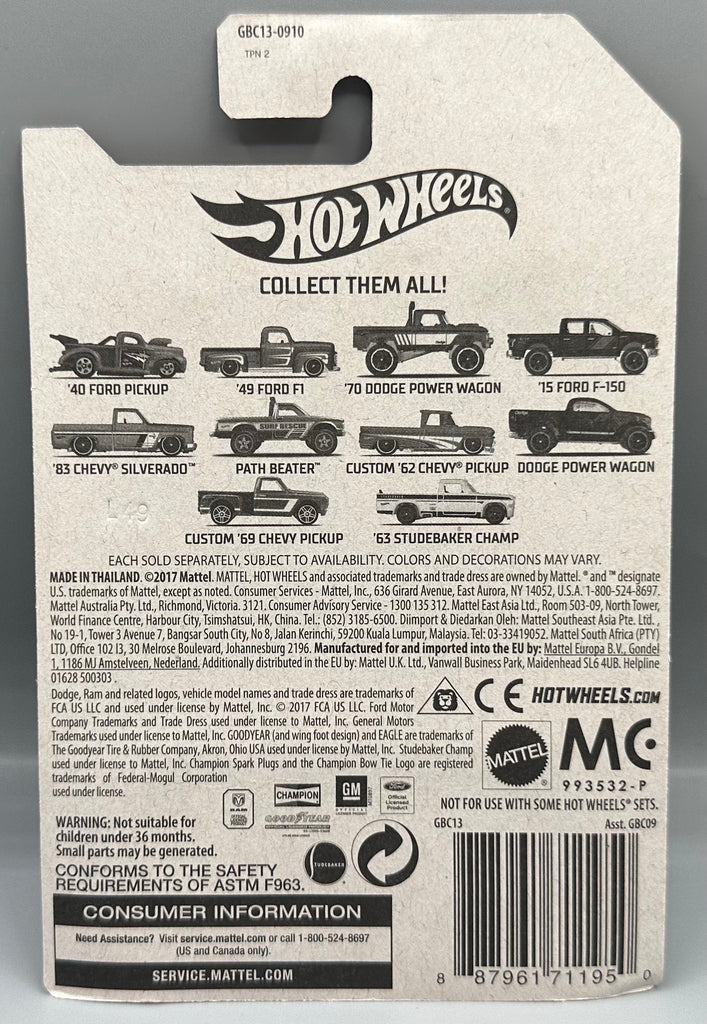 GBC13-0910
TPN 2
HOT WHEELS®
COLLECT THEM ALL!
'40 FORD PICKUP '49 FORD F1 '70 DODGE POWER WAGON '15 FORD F-150
SURF RESCUE
'83 CHEVY® SILVERADO™ PATH BEATER™ CUSTOM '62 CHEVY® PICKUP DODGE POWER WAGON
CUSTOM '69 CHEVY PICKUP '63 STUDEBAKER CHAMP
EACH SOLD SEPARATELY, SUBJECT TO AVAILABILITY. COLORS AND DECORATIONS MAY VARY.
MADE IN THAILAND. ©2017 Mattel. MATTEL, HOT WHEELS and associated trademarks and trade dress are owned by Mattel. ® and ™ designate
U.S. trademarks of Mattel, except as noted. Consumer Services - Mattel, Inc., 636 Girard Avenue, East Aurora, NY 14052, U.S.A. 1-800-524-8697.
Mattel Australia Pty. Ltd., Richmond, Victoria. 3121. Consumer Advisory Service - 1300 135 312. Mattel East Asia Ltd., Room 503-09, North Tower,
World Finance Centre, Harbour City, Tsimshatsui, HK, China. Tel.: (852) 3185-6500. Diimport & Diedarkan Oleh: Mattel Southeast Asia Pte. Ltd. ,
No 19-1, Tower 3 Avenue 7, Bangsar South City, No 8, Jalan Kerinchi, 59200 Kuala Lumpur, Malaysia. Tel: 03-33419052. Mattel South Africa (PTY)
LTD, Office 102 I3, 30 Melrose Boulevard, Johannesburg 2196. Manufactured for and imported into the EU by: Mattel Europa B.V., Gondel
1, 1186 MJ Amstelveen, Nederland. Additionally distributed in the EU by: Mattel U.K. Ltd., Vanwall Business Park, Maidenhead SL6 4UB. Helpline
01628 500303 .
Dodge, Ram and related logos, vehicle model names and trade dress are trademarks of
FCA US LLC and used under license by Mattel, Inc. © 2017 FCA US LLC. Ford Motor
Company Trademarks and Trade Dress used under license to Mattel, Inc. General Motors
Trademarks used under license to Mattel, Inc. GOODYEAR (and wing foot design) and EAGLE are trademarks of
The Goodyear Tire & Rubber Company, Akron, Ohio USA used under license by Mattel, Inc. Studebaker Champ
used under license to Mattel, Inc. Champion Spark Plugs and the Champion Bow Tie Logo are registered
trademarks of Federal-Mogul Corporation
used under license.
CE HOTWHEELS.COM
MATTEL®
MC
993532-P
NOT FOR USE WITH SOME HOT WHEELS® SETS.
RAM
CHAMPION
GOODYEAR
GM
Ford
Official
Licensed
Product
WARNING: Not suitable for
children under 36 months.
Small parts may be generated.
CONFORMS TO THE SAFETY
REQUIREMENTS OF ASTM F963.
STUDEBAKER
CONSUMER INFORMATION
Need Assistance? Visit service.mattel.com or call 1-800-524-8697
(US and Canada only).
SERVICE.MATTEL.COM
GBC13 Asst. GBC09
8 87961 71195 0